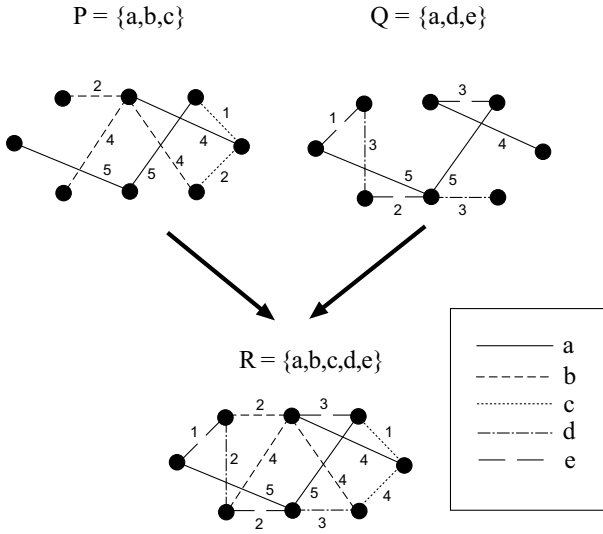 P = {a,b,c} Q = {a,d,e}
2 3
1 1
4 4 3 4
5 5 4 2 5 5
2 3
R = {a,b,c,d,e}
2 3
1 1
2 4 4
5 5 4 4
2 3
a
b
c
d
e